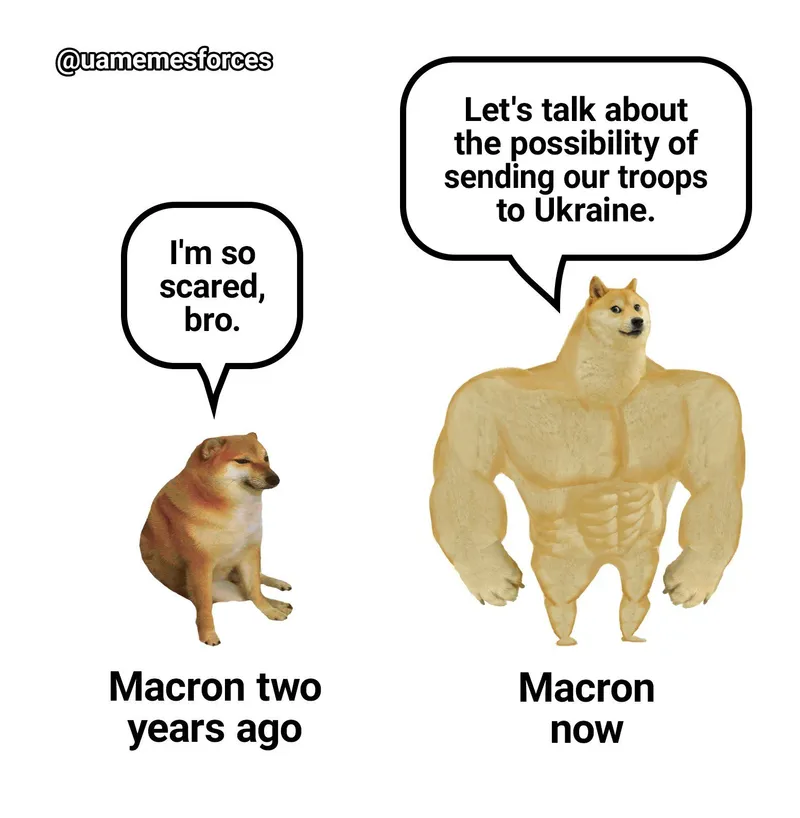 @uamemesforces
Let's talk about
the possibility of
sending our troops
to Ukraine.
I'm so
scared,
bro.
Macron two
years ago
Macron
now